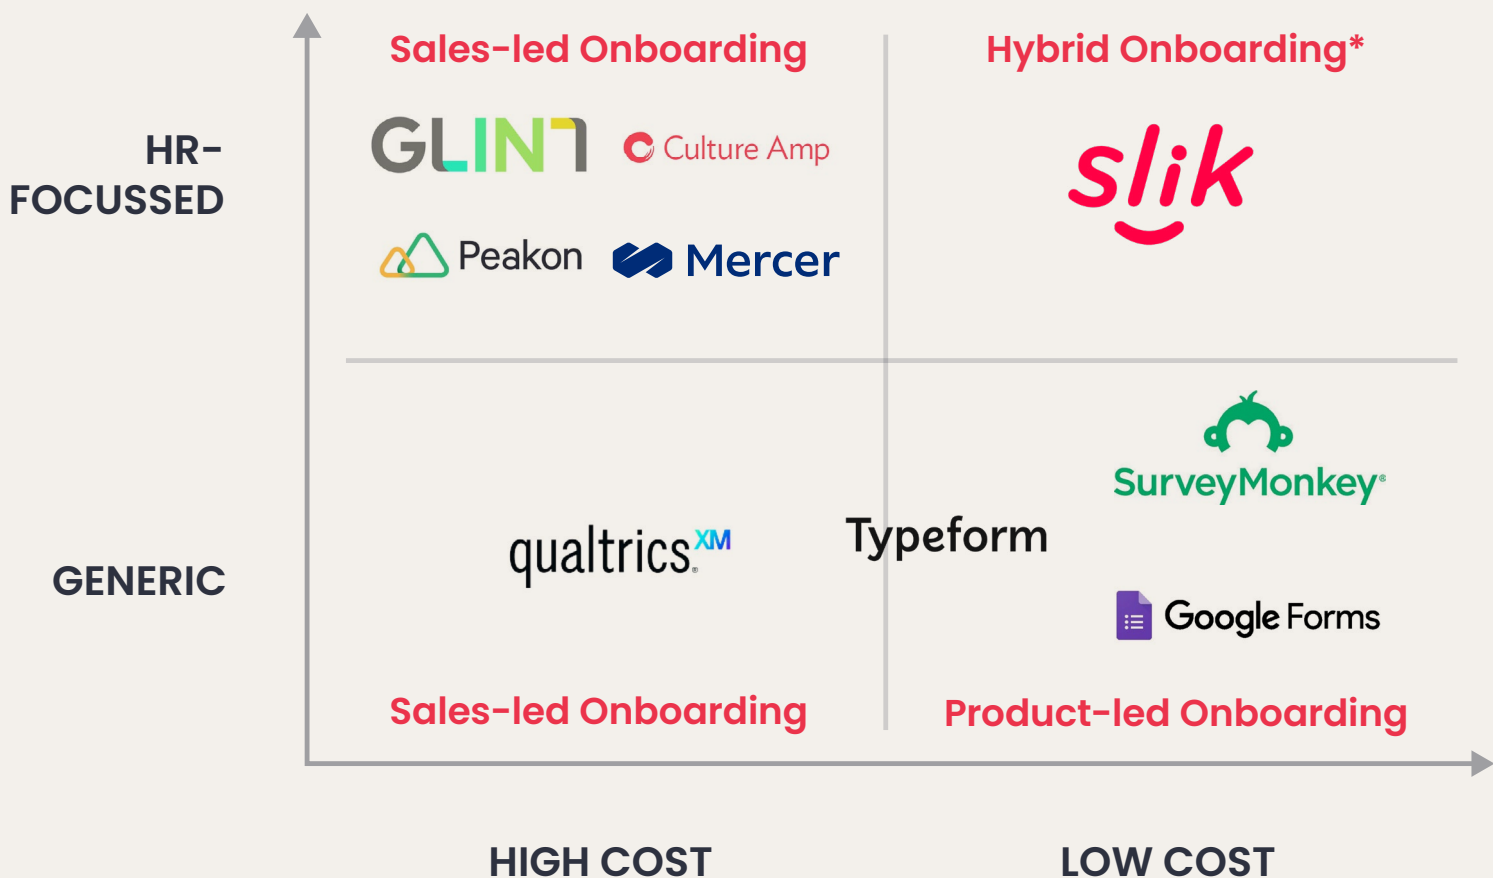 Sales-led Onboarding
Hybrid Onboarding*
HR-
FOCUSSED
GLINT
Culture Amp
slik
Peakon
Mercer
SurveyMonkey®
qualtrics.XM ®
Typeform
GENERIC
Google Forms
Sales-led Onboarding
Product-led Onboarding
HIGH COST
LOW COST